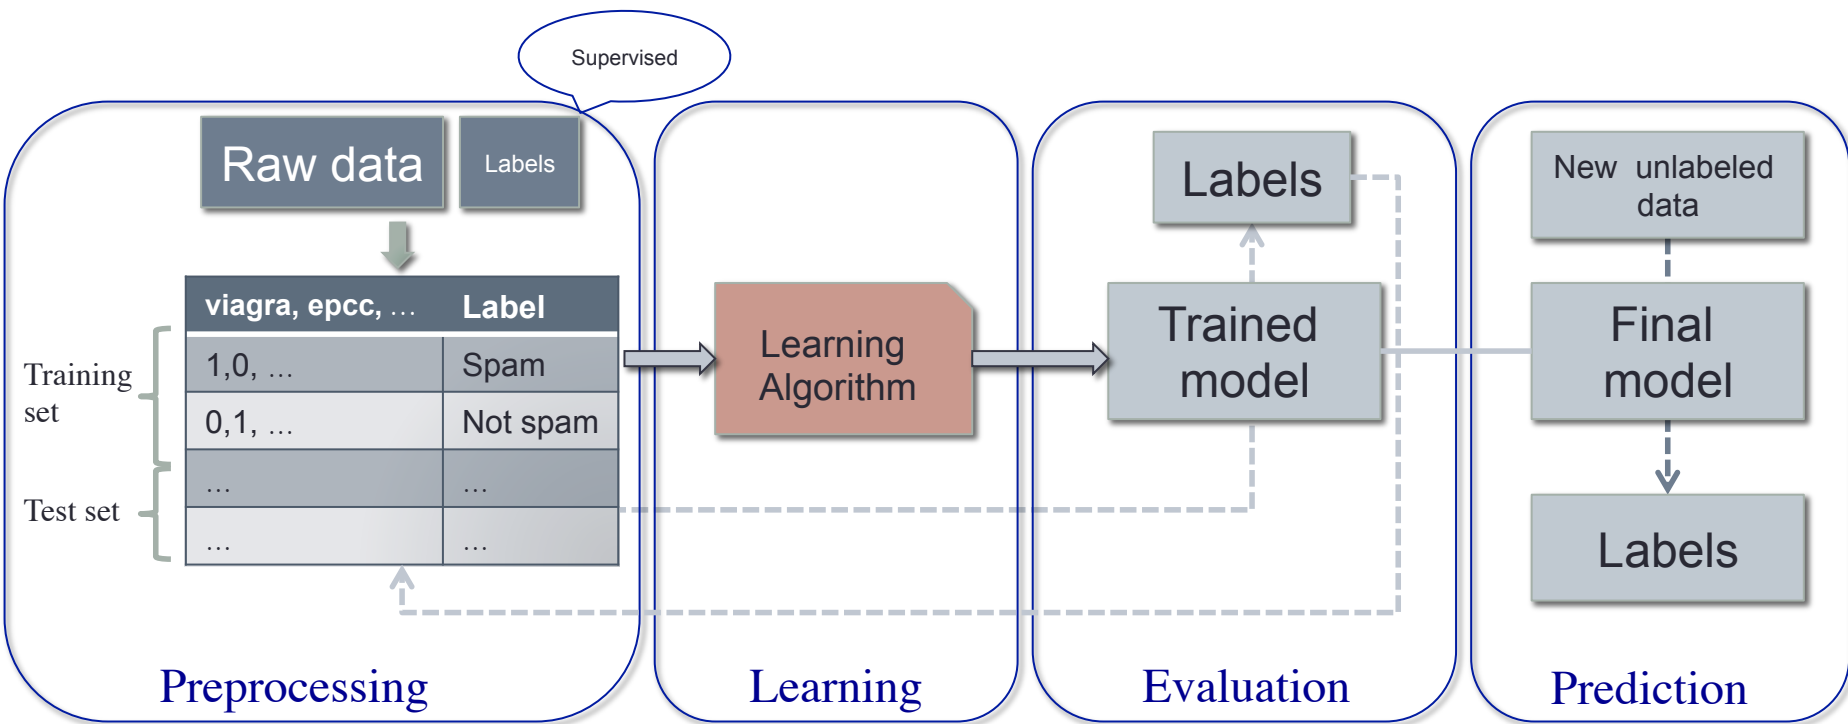 Supervised
Raw data
Labels
viagra, epcc, … Label
Training
set
1,0, … Spam
0,1, … Not spam
Test set
… …
… …
Preprocessing
Learning
Algorithm
Learning
Labels
Trained
model
Evaluation
New unlabeled
data
Final
model
Labels
Prediction